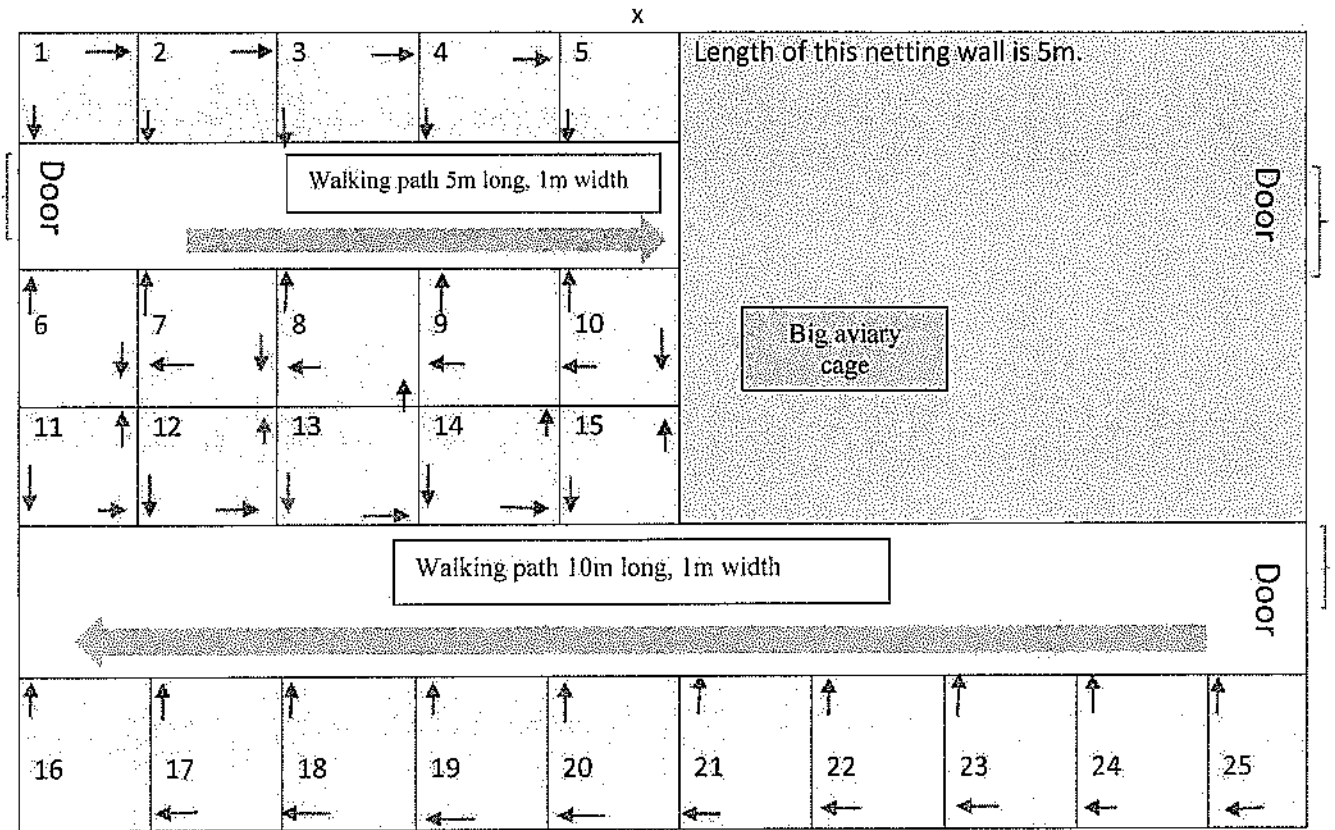 x
1 2 3 4 5 Length of this netting wall is 5m.
Door
Walking path 5m long, 1m width
Door
6 7 8 9 10
Big aviary
cage
11 12 13 14 15
Walking path 10m long, 1m width
Door
16 17 18 19 20 21 22 23 24 25